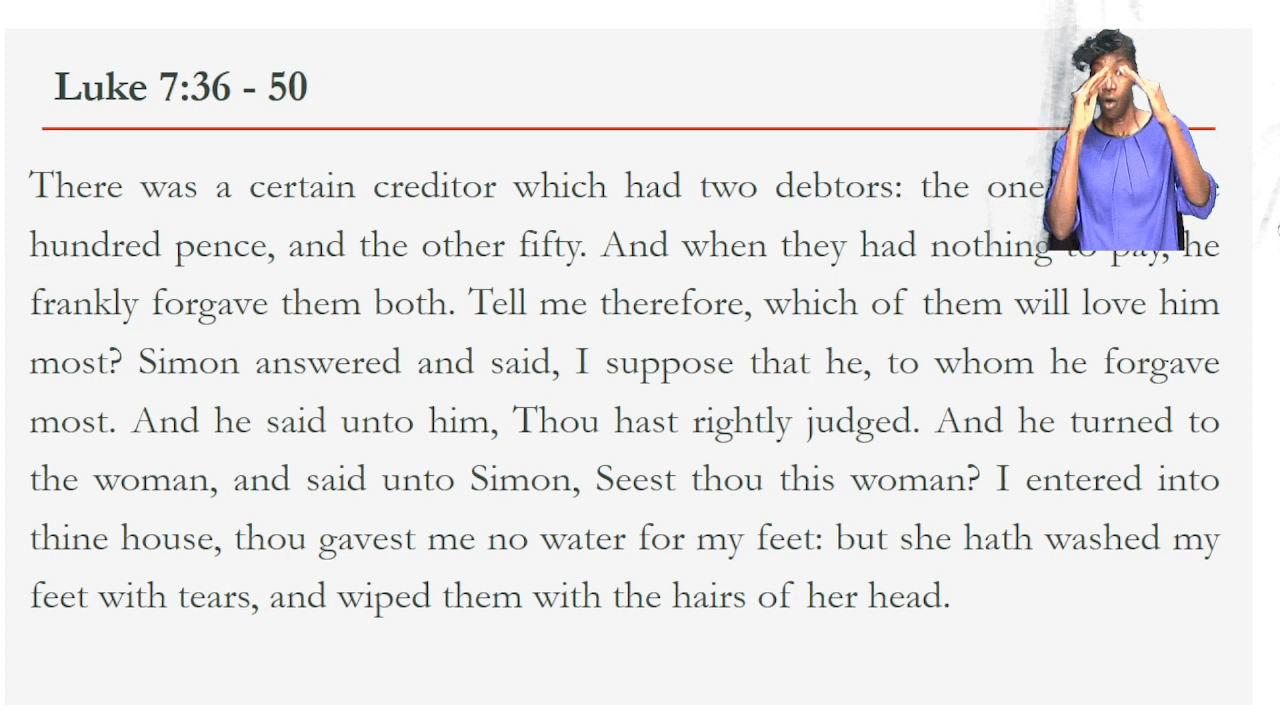 Luke 7:36 - 50
There was a certain creditor which had two debtors: the one
hundred pence, and the other fifty. And when they had nothing to pay, he
frankly forgave them both. Tell me therefore, which of them will love him
most? Simon answered and said, I suppose that he, to whom he forgave
most. And he said unto him, Thou hast rightly judged. And he turned to
the woman, and said unto Simon, Seest thou this woman? I entered into
thine house, thou gavest me no water for my feet: but she hath washed my
feet with tears, and wiped them with the hairs of her head.